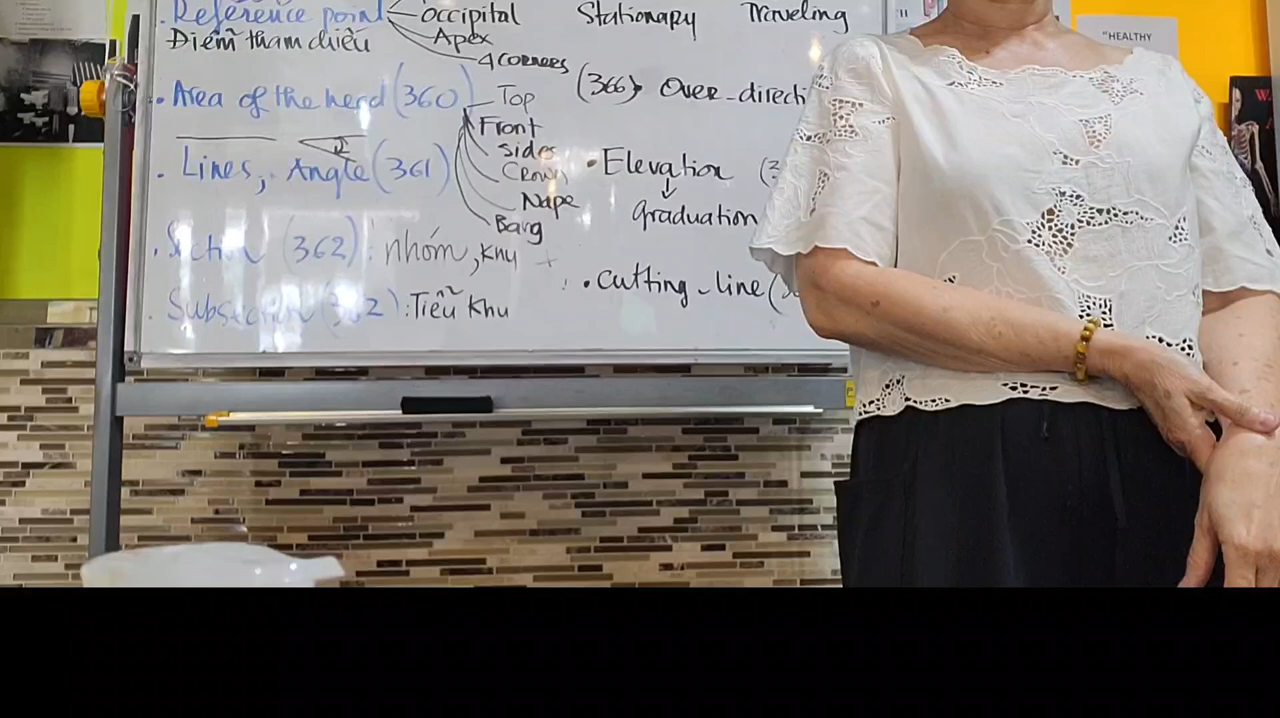 Reference point
Điểm tham chiếu
Occipital
Apex
4 corners
Stationary Traveling
• Area of the head (360)
Top
Front
Sides
Crown
Nape
Bang
(366) Over-directi
• Lines, Angle (361)
• Elevation (3
graduation
Section (362): nhóm, khu
Subsection (362): Tiểu khu
• Cutting-line (
"HEALTHY